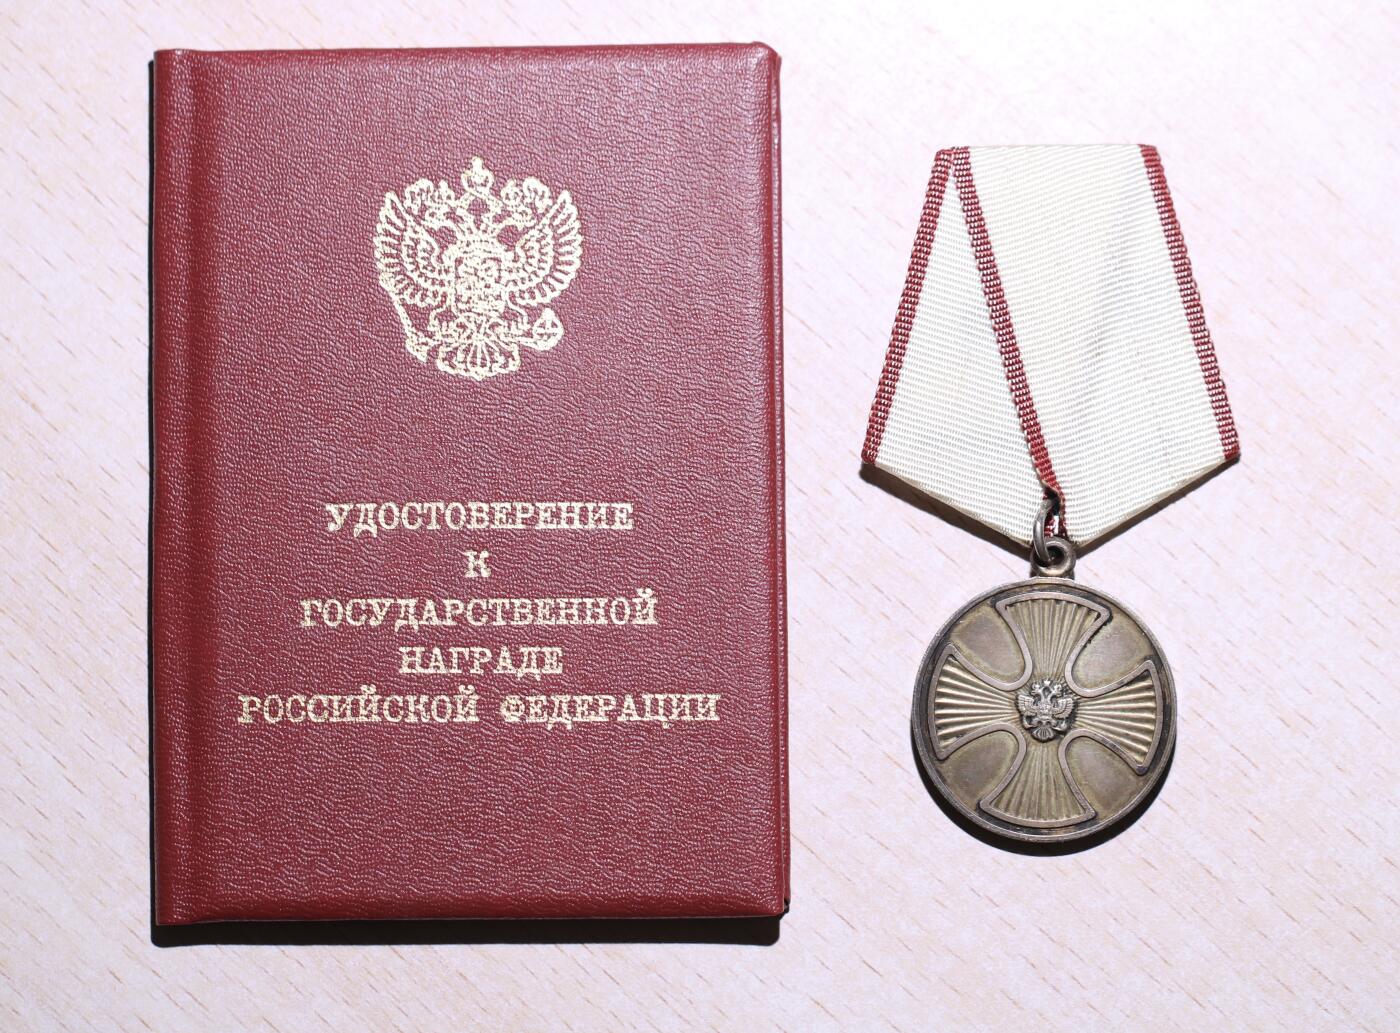 УДОСТОВЕРЕНИЕ
К
ГОСУДАРСТВЕННОЙ
НАГРАДЕ
РОССИЙСКОЙ ФЕДЕРАЦИИ